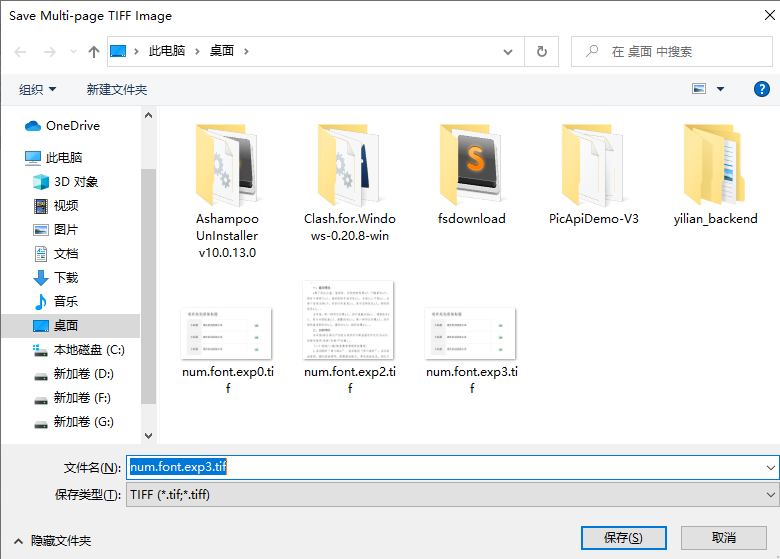 Save Multi-page TIFF Image
此电脑
桌面
在 桌面 中搜索
组织
新建文件夹
OneDrive
此电脑
3D 对象
视频
图片
文档
下载
音乐
桌面
本地磁盘 (C:)
新加卷 (D:)
新加卷 (F:)
新加卷 (G:)
Ashampoo
UnInstaller
v10.0.13.0
Clash.for.Windo
ws-0.20.8-win
fsdownload
PicApiDemo-V3
yilian_backend
num.font.exp0.ti
f
num.font.exp2.ti
f
num.font.exp3.ti
f
文件名(N):
num.font.exp3.tif
保存类型(T):
TIFF (*.tif;*.tiff)
隐藏文件夹
保存(S)
取消